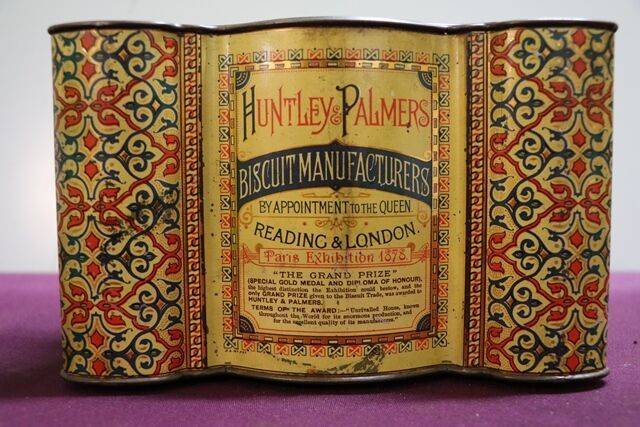 HUNTLEY & PALMERS
BISCUIT MANUFACTURERS
BY APPOINTMENT TO THE QUEEN.
READING & LONDON.
Paris Exhibition 1878.
"THE GRAND PRIZE"
(SPECIAL GOLD MEDAL AND DIPLOMA OF HONOUR),
the highest distinction the Exhibition could bestow, and the
only GRAND PRIZE given to the Biscuit Trade, was awarded to
HUNTLEY & PALMERS.
TERMS OF THE AWARD:—"Unrivalled House, known
throughout the World for its enormous production, and
for the excellent quality of its manufactures."